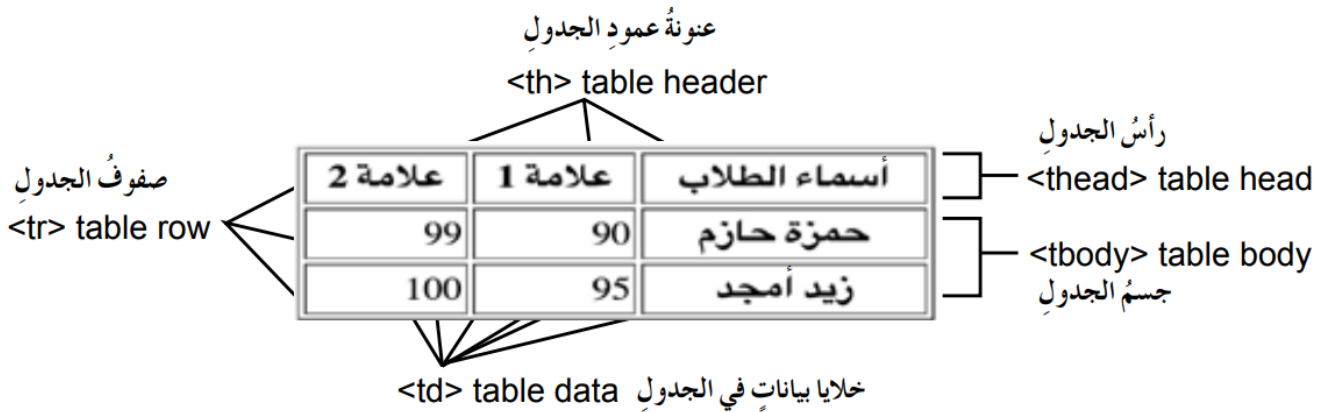 عنونةُ عمودِ الجدولِ
<th> table header
رأسُ الجدولِ
<thead> table head
صفوفُ الجدولِ
<tr> table row
أسماء الطلاب علامة 1 علامة 2
حمزة حازم 90 99
زيد أمجد 95 100
<tbody> table body
جسمُ الجدولِ
<td> table data خلايا بياناتٍ في الجدولِ